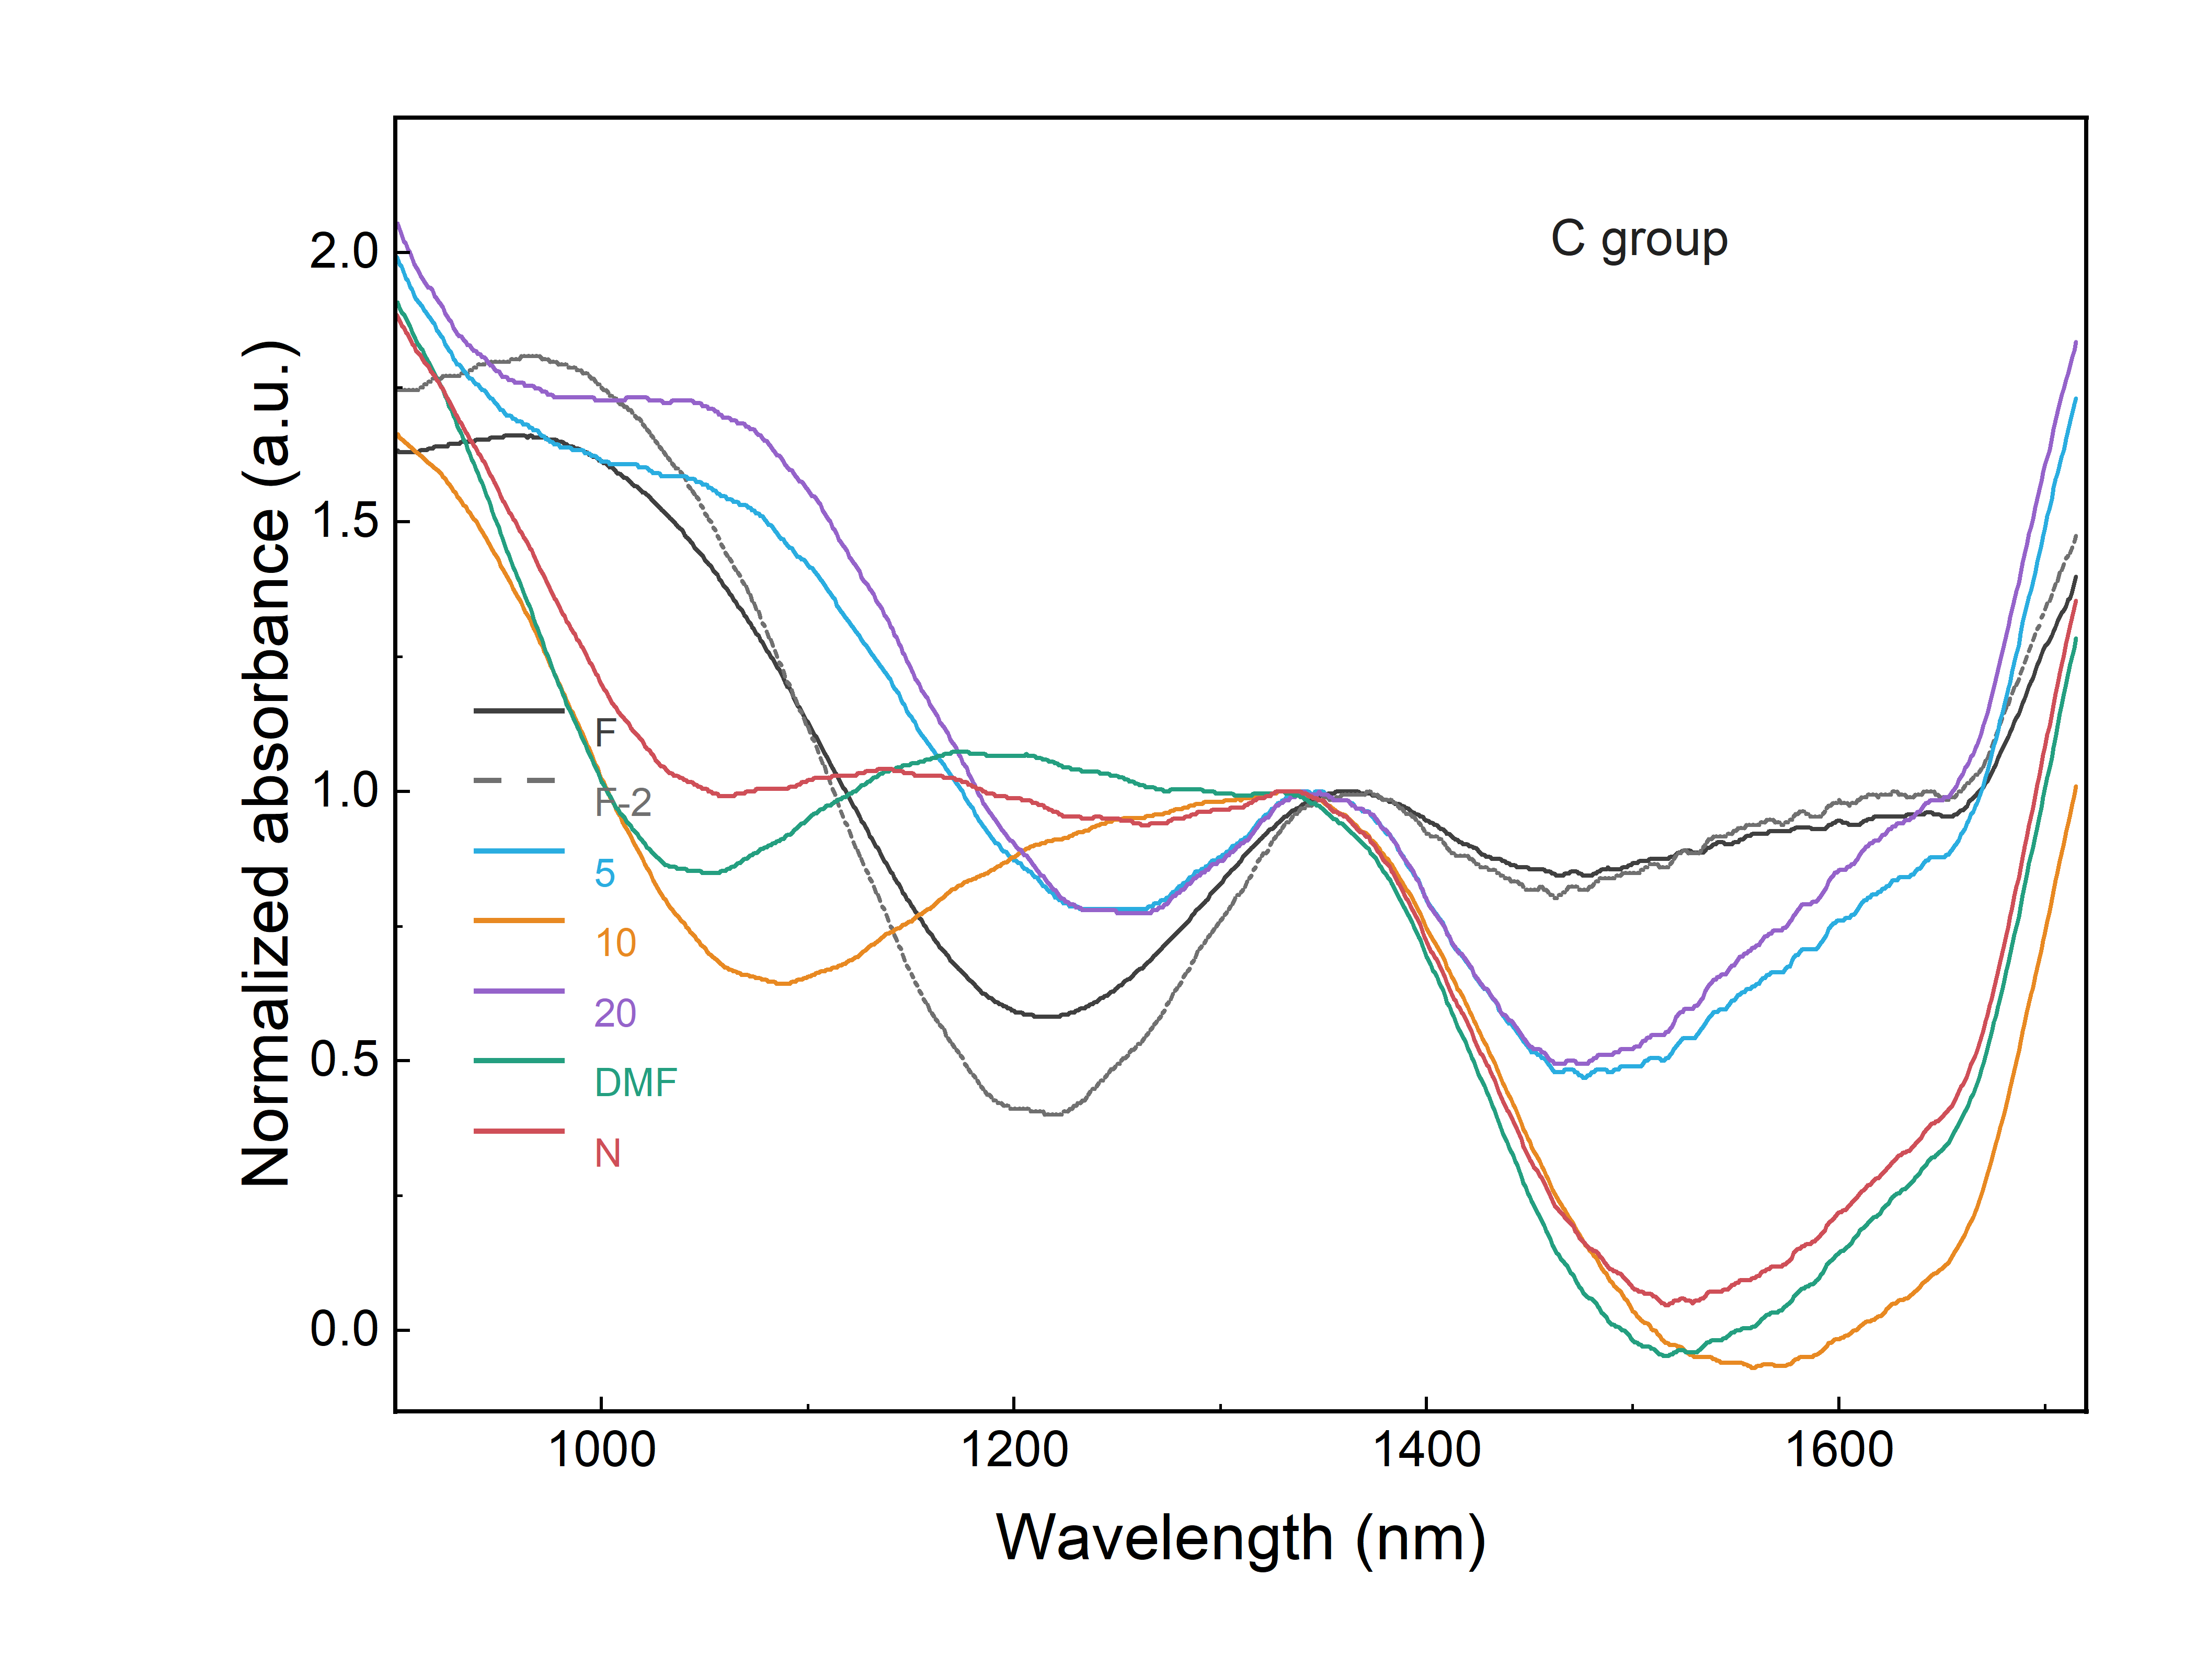 C group
2.0
1.5
1.0
0.5
0.0
Normalized absorbance (a.u.)
F
F-2
5
10
20
DMF
N
1000 1200 1400 1600
Wavelength (nm)